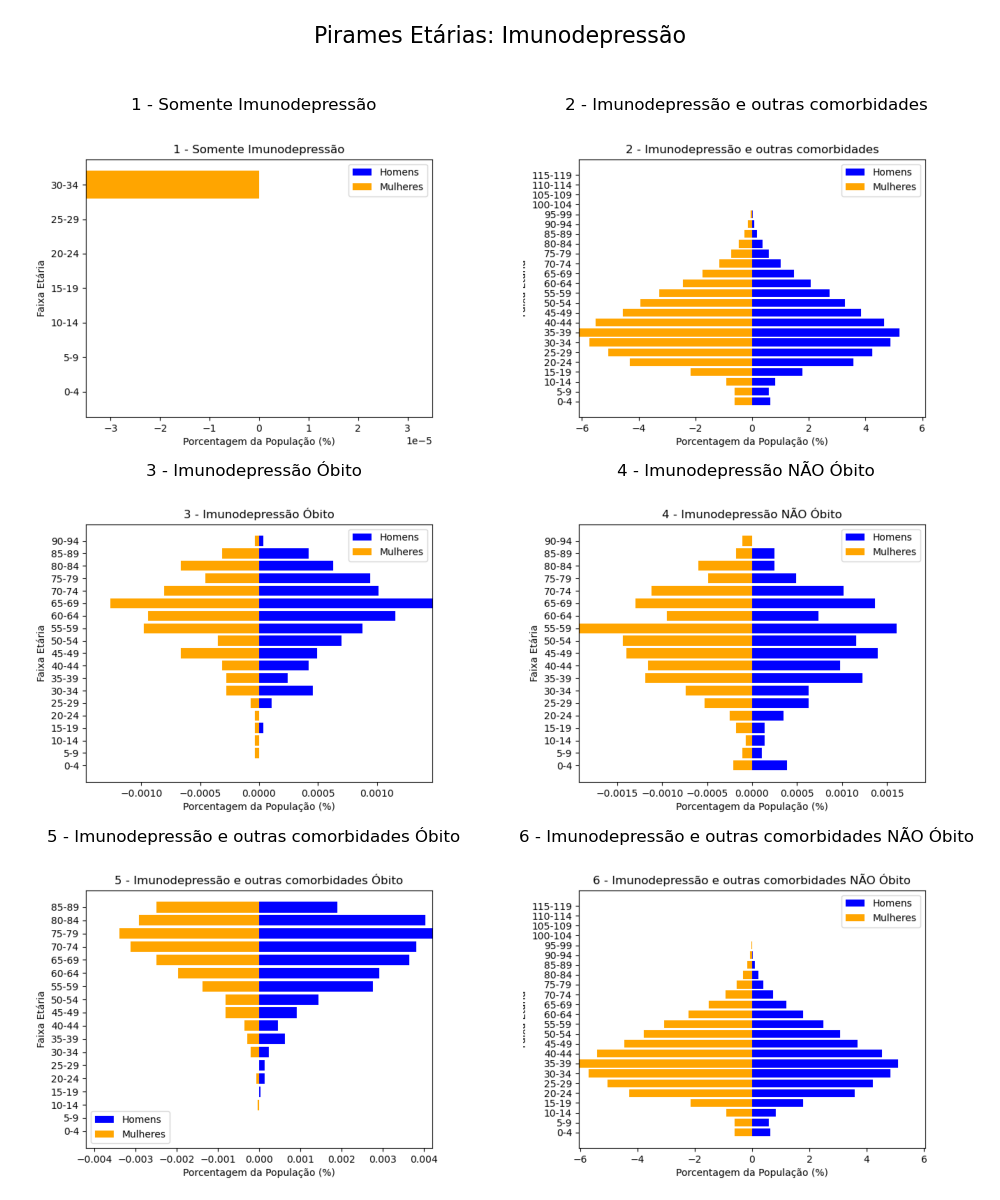 Pirames Etárias: Imunodepressão
1 - Somente Imunodepressão
1 - Somente Imunodepressão
Homens
Mulheres
30-34
25-29
20-24
15-19
10-14
5-9
0-4
Faixa Etária
−3 −2 −1 0 1 2 3
1e−5
Porcentagem da População (%)
2 - Imunodepressão e outras comorbidades
2 - Imunodepressão e outras comorbidades
Homens
Mulheres
115-119
110-114
105-109
100-104
95-99
90-94
85-89
80-84
75-79
70-74
65-69
60-64
55-59
50-54
45-49
40-44
35-39
30-34
25-29
20-24
15-19
10-14
5-9
0-4
−6 −4 −2 0 2 4 6
Porcentagem da População (%)
3 - Imunodepressão Óbito
3 - Imunodepressão Óbito
Homens
Mulheres
90-94
85-89
80-84
75-79
70-74
65-69
60-64
55-59
50-54
45-49
40-44
35-39
30-34
25-29
20-24
15-19
10-14
5-9
0-4
Faixa Etária
−0.0010 −0.0005 0.0000 0.0005 0.0010
Porcentagem da População (%)
4 - Imunodepressão NÃO Óbito
4 - Imunodepressão NÃO Óbito
Homens
Mulheres
90-94
85-89
80-84
75-79
70-74
65-69
60-64
55-59
50-54
45-49
40-44
35-39
30-34
25-29
20-24
15-19
10-14
5-9
0-4
Faixa Etária
−0.0015 −0.0010 −0.0005 0.0000 0.0005 0.0010 0.0015
Porcentagem da População (%)
5 - Imunodepressão e outras comorbidades Óbito
5 - Imunodepressão e outras comorbidades Óbito
85-89
80-84
75-79
70-74
65-69
60-64
55-59
50-54
45-49
40-44
35-39
30-34
25-29
20-24
15-19
10-14
5-9
0-4
Homens
Mulheres
Faixa Etária
−0.004 −0.003 −0.002 −0.001 0.000 0.001 0.002 0.003 0.004
Porcentagem da População (%)
6 - Imunodepressão e outras comorbidades NÃO Óbito
6 - Imunodepressão e outras comorbidades NÃO Óbito
Homens
Mulheres
115-119
110-114
105-109
100-104
95-99
90-94
85-89
80-84
75-79
70-74
65-69
60-64
55-59
50-54
45-49
40-44
35-39
30-34
25-29
20-24
15-19
10-14
5-9
0-4
−6 −4 −2 0 2 4 6
Porcentagem da População (%)